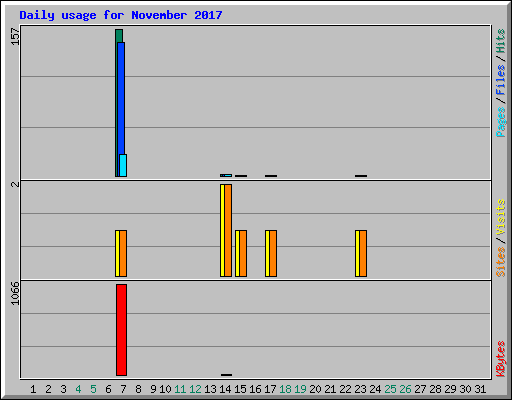 Daily usage for November 2017
157
Pages / Files / Hits
2
Sites / Visits
1066
KBytes
1 2 3 4 5 6 7 8 9 10 11 12 13 14 15 16 17 18 19 20 21 22 23 24 25 26 27 28 29 30 31